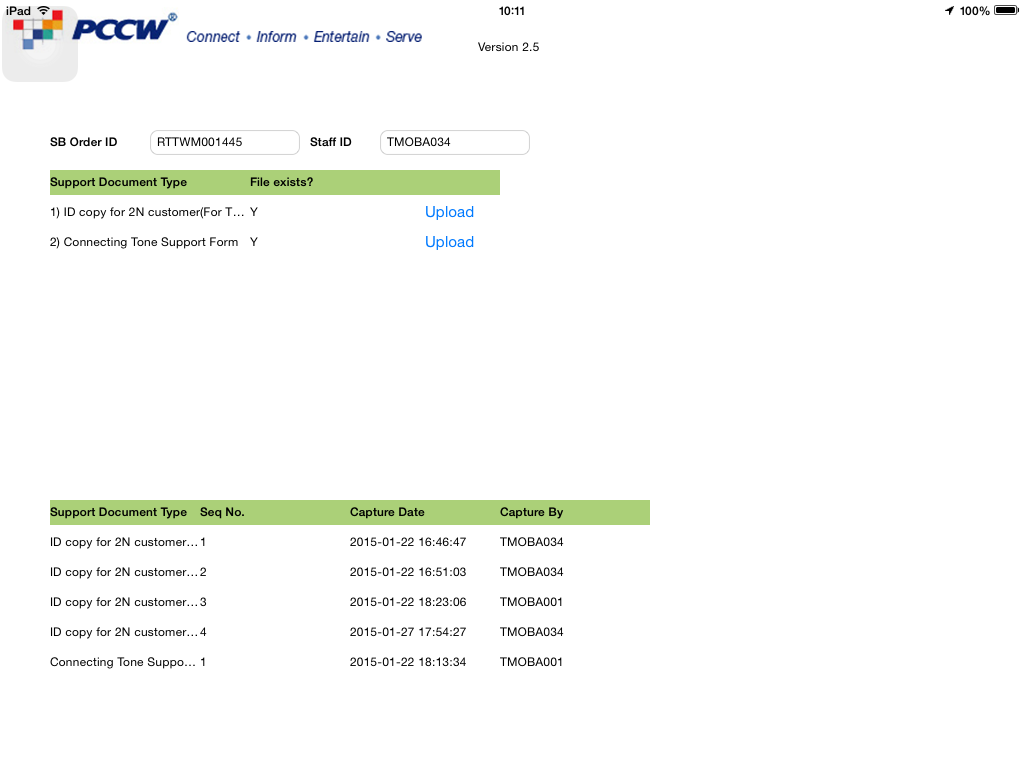 iPad 10:11 100%
PCCW® Connect • Inform • Entertain • Serve
Version 2.5
SB Order ID RTTWM001445 Staff ID TMOBA034
Support Document Type File exists?
1) ID copy for 2N customer(For T... Y Upload
2) Connecting Tone Support Form Y Upload
Support Document Type Seq No. Capture Date Capture By
ID copy for 2N customer... 1 2015-01-22 16:46:47 TMOBA034
ID copy for 2N customer... 2 2015-01-22 16:51:03 TMOBA034
ID copy for 2N customer... 3 2015-01-22 18:23:06 TMOBA001
ID copy for 2N customer... 4 2015-01-27 17:54:27 TMOBA034
Connecting Tone Suppo... 1 2015-01-22 18:13:34 TMOBA001